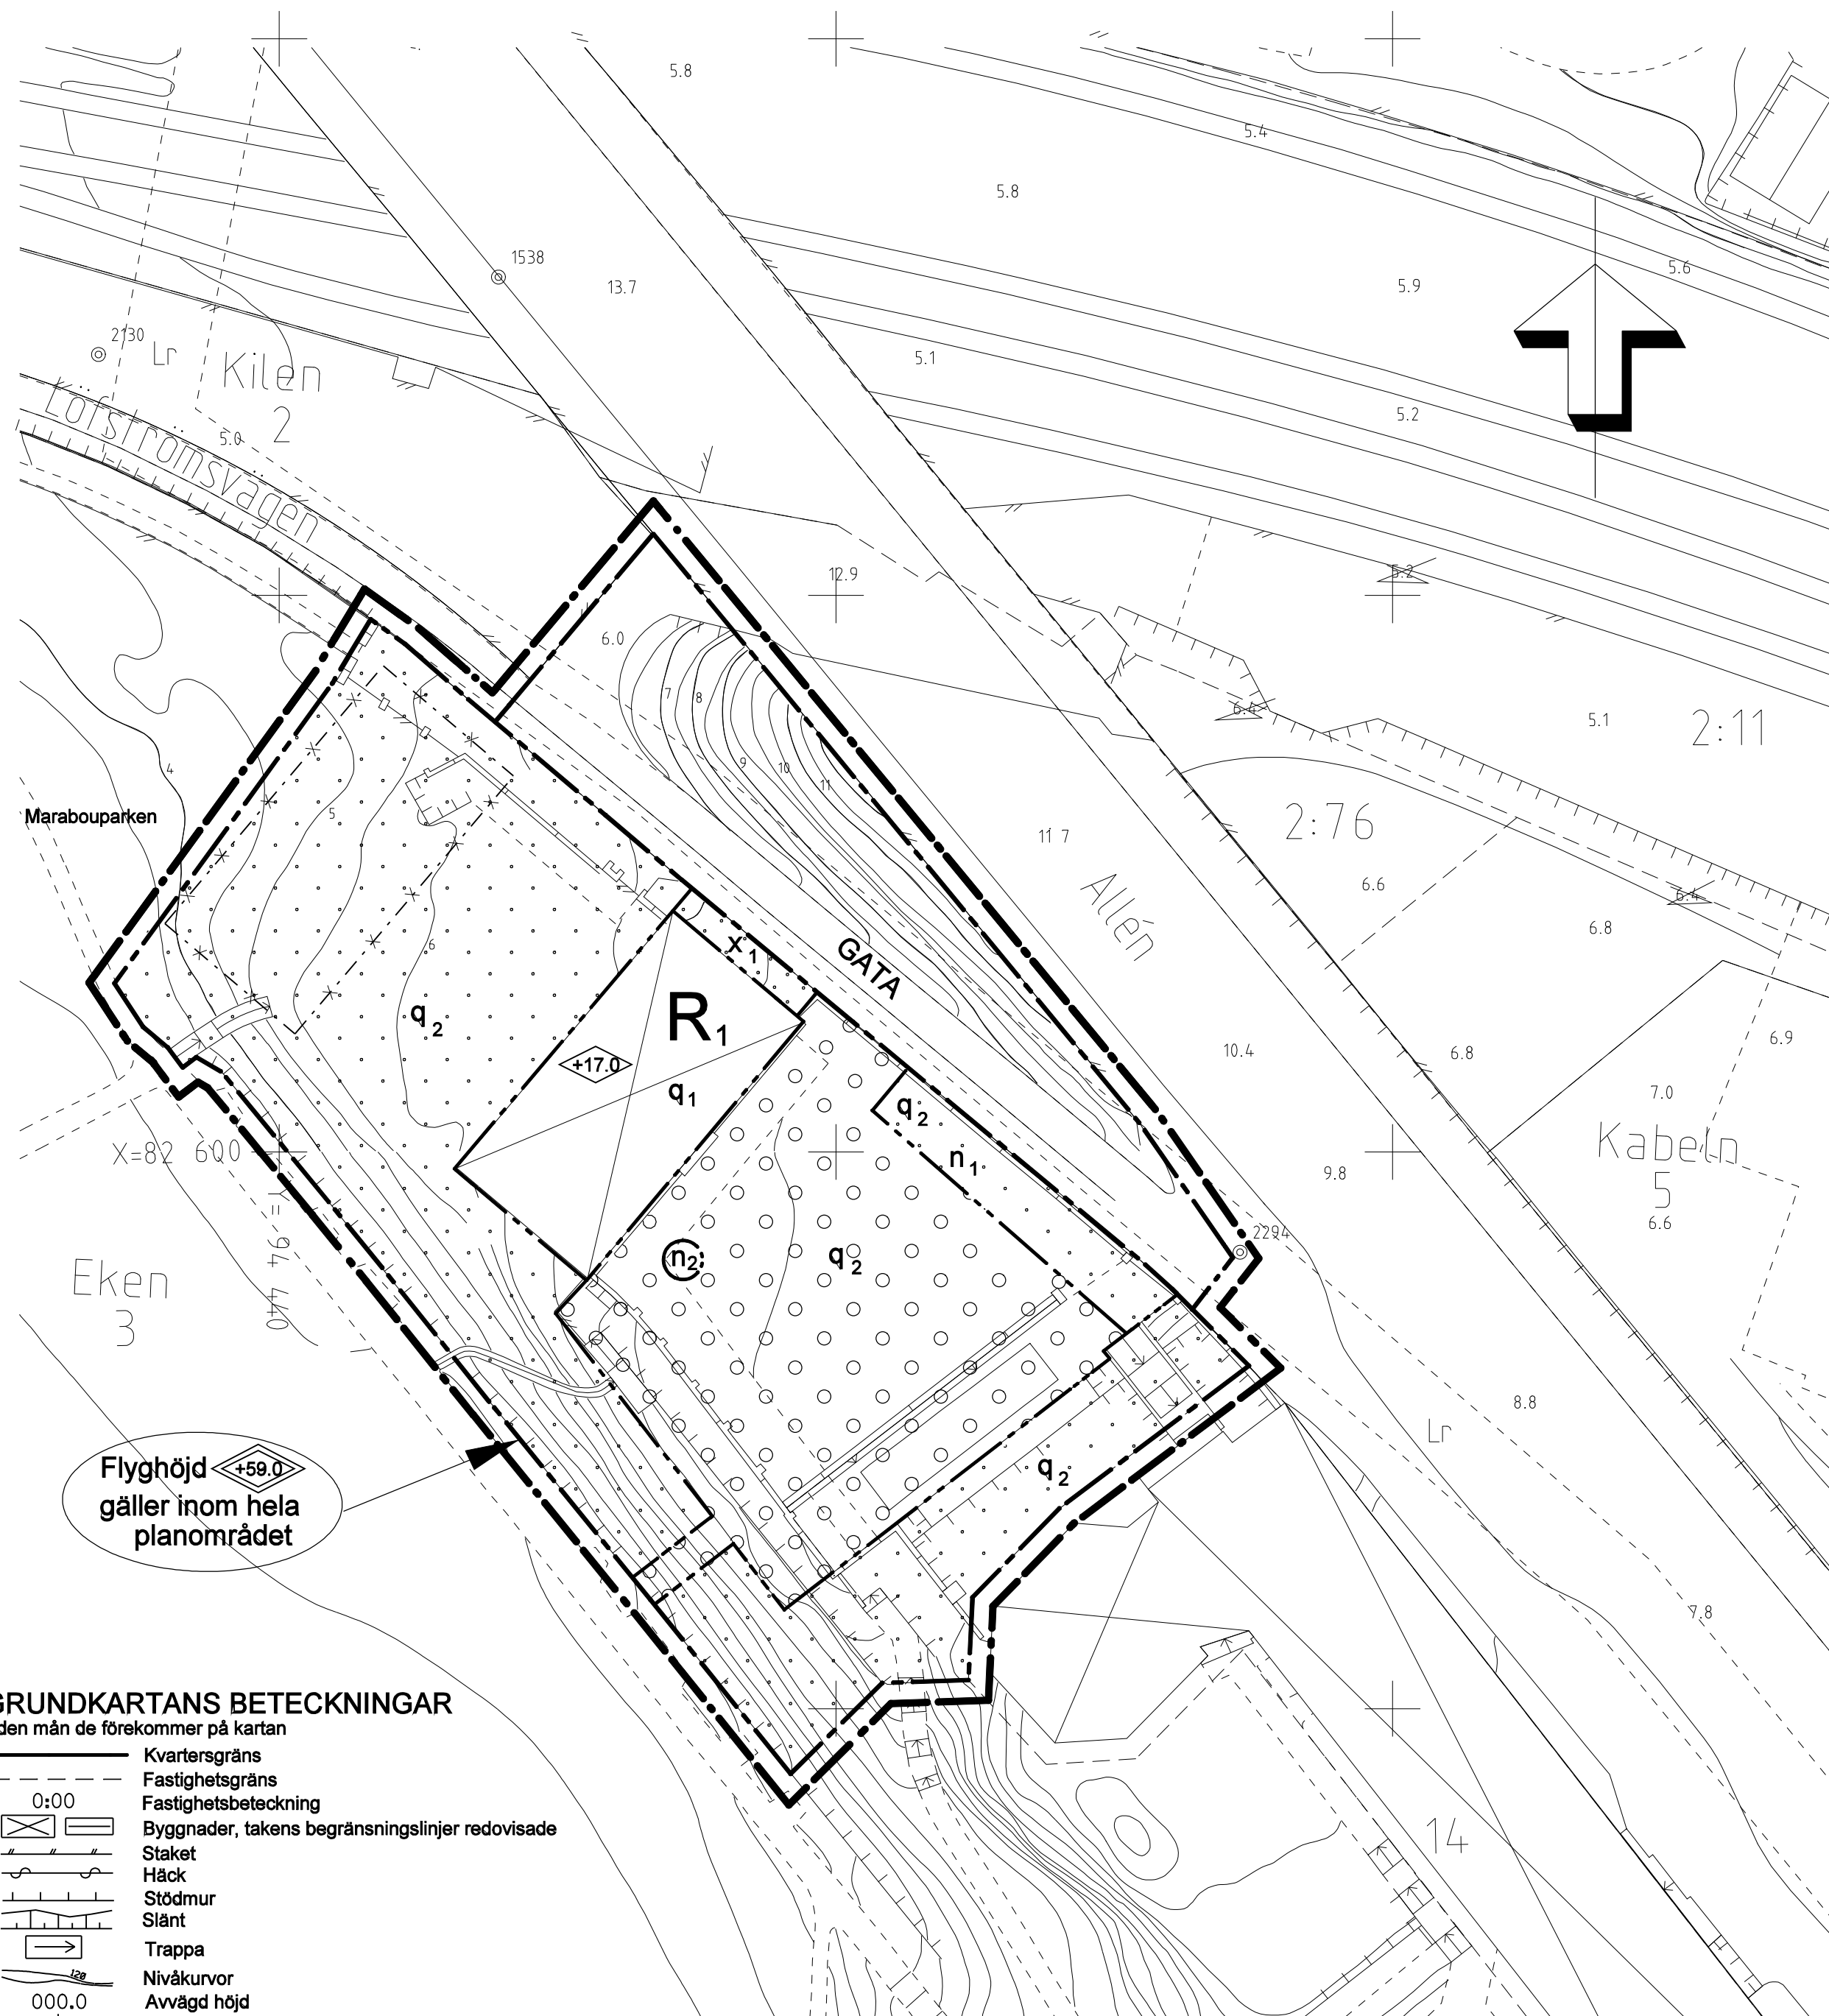 5.8
5.4
5.8
1538
13.7
5.6
5.9
2130
Lr
Kilen
2
5.1
5.2
Löfströmsvägen
5.0
12.9
5.2
6.0
7
8
9
10
11
6.4
5.1
2:11
4
5
6
Marabouparken
11 7
2:76
6.6
Allén
6.4
6.8
x1
GATA
R1
q2
+17.0
q1
10.4
6.8
6.9
7.0
q2
n1
Kabeln
5
6.6
X=82 600
Y= 94 440
9.8
2294
Eken
3
n2
q2
8.8
Lr
q2
Flyghöjd +59.0
gäller inom hela
planområdet
7.8
14
GRUNDKARTANS BETECKNINGAR
den mån de förekommer på kartan
Kvartersgräns
Fastighetsgräns
0:00 Fastighetsbeteckning
Byggnader, takens begränsningslinjer redovisade
Staket
Häck
Stödmur
Slänt
Trappa
120 Nivåkurvor
000.0 Avvägd höjd